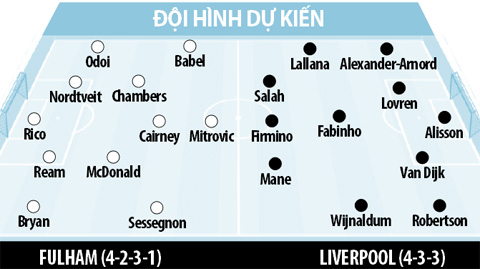 ĐỘI HÌNH DỰ KIẾN
Odoi
Babel
Lallana
Alexander-Arnord
Nordtveit
Chambers
Salah
Lovren
Rico
Cairney
Mitrovic
Firmino
Fabinho
Alisson
Ream
McDonald
Mane
Van Dijk
Bryan
Sessegnon
Wijnaldum
Robertson
FULHAM (4-2-3-1)
LIVERPOOL (4-3-3)